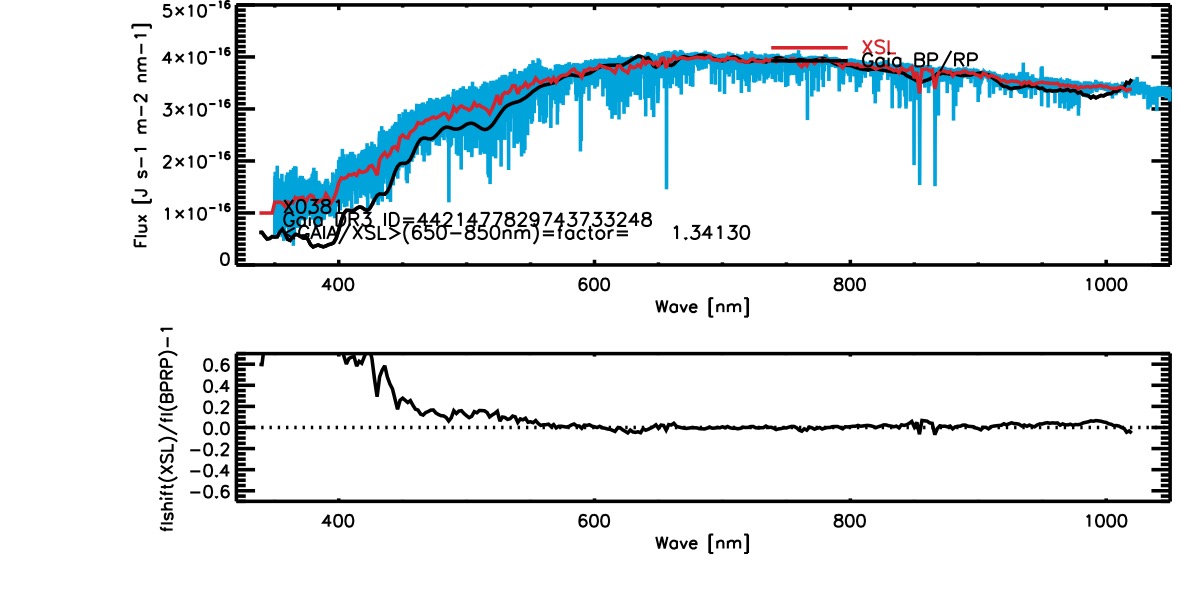 5×10−16
4×10−16
3×10−16
2×10−16
1×10−16
0
Flux [J s−1 m−2 nm−1]
XSL
Gaia BP/RP
X0381
Gaia DR3 ID=4421477829743733248
<GAIA/XSL>(650−850nm)=factor= 1.34130
400 600 800 1000
Wave [nm]
flshift(XSL)/fl(BPRP)−1
0.6
0.4
0.2
0.0
−0.2
−0.4
−0.6
400 600 800 1000
Wave [nm]